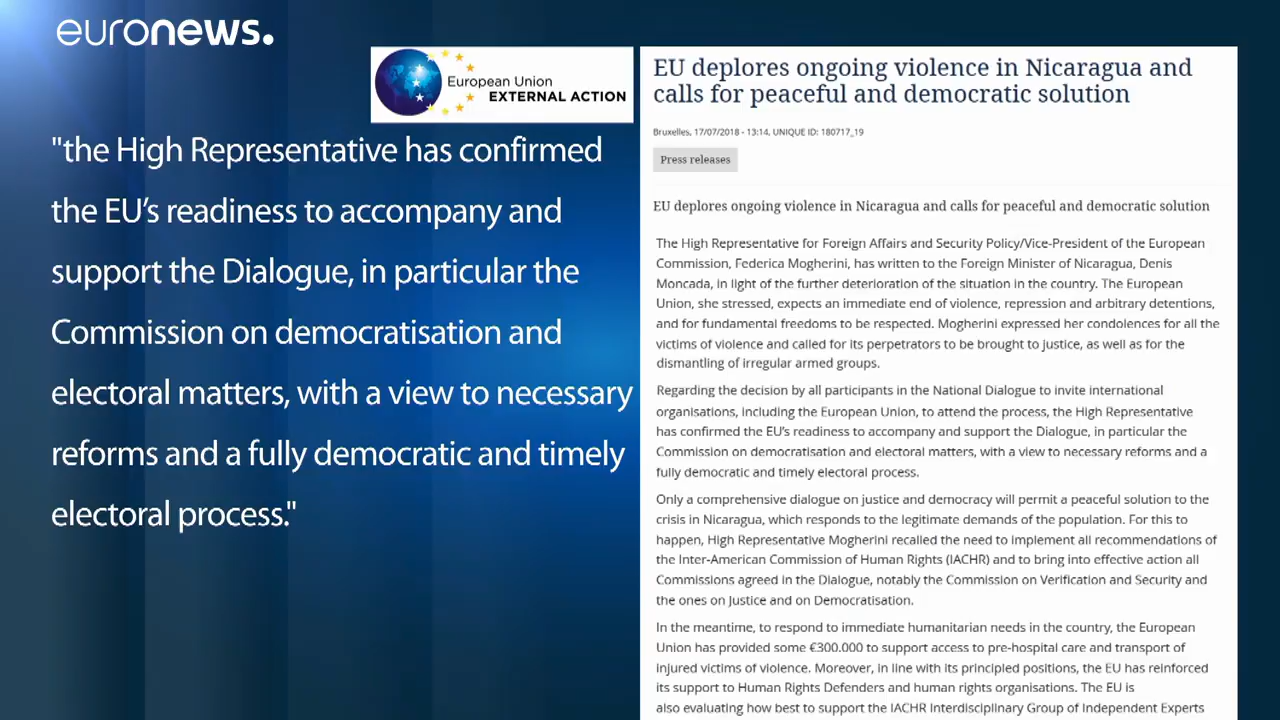 euronews.
European Union
EXTERNAL ACTION
"the High Representative has confirmed
the EU's readiness to accompany and
support the Dialogue, in particular the
Commission on democratisation and
electoral matters, with a view to necessary
reforms and a fully democratic and timely
electoral process."
EU deplores ongoing violence in Nicaragua and
calls for peaceful and democratic solution
Bruxelles, 17/07/2018 - 13:14, UNIQUE ID: 180717_19
Press releases
EU deplores ongoing violence in Nicaragua and calls for peaceful and democratic solution
The High Representative for Foreign Affairs and Security Policy/Vice-President of the European
Commission, Federica Mogherini, has written to the Foreign Minister of Nicaragua, Denis
Moncada, in light of the further deterioration of the situation in the country. The European
Union, she stressed, expects an immediate end of violence, repression and arbitrary detentions,
and for fundamental freedoms to be respected. Mogherini expressed her condolences for all the
victims of violence and called for its perpetrators to be brought to justice, as well as for the
dismantling of irregular armed groups.
Regarding the decision by all participants in the National Dialogue to invite international
organisations, including the European Union, to attend the process, the High Representative
has confirmed the EU's readiness to accompany and support the Dialogue, in particular the
Commission on democratisation and electoral matters, with a view to necessary reforms and a
fully democratic and timely electoral process.
Only a comprehensive dialogue on justice and democracy will permit a peaceful solution to the
crisis in Nicaragua, which responds to the legitimate demands of the population. For this to
happen, High Representative Mogherini recalled the need to implement all recommendations of
the Inter-American Commission of Human Rights (IACHR) and to bring into effective action all
Commissions agreed in the Dialogue, notably the Commission on Verification and Security and
the ones on Justice and on Democratisation.
In the meantime, to respond to immediate humanitarian needs in the country, the European
Union has provided some €300.000 to support access to pre-hospital care and transport of
injured victims of violence. Moreover, in line with its principled positions, the EU has reinforced
its support to Human Rights Defenders and human rights organisations. The EU is
also evaluating how best to support the IACHR Interdisciplinary Group of Independent Experts